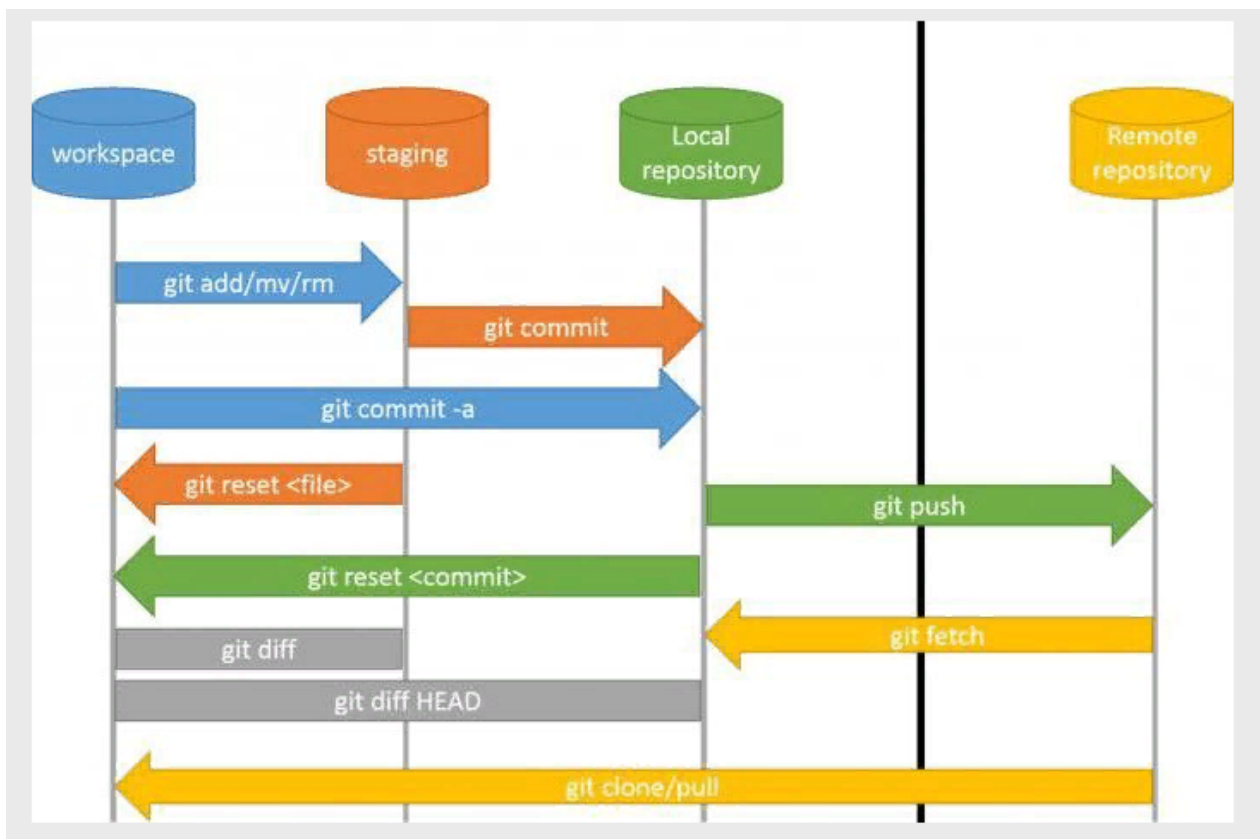 workspace
staging
Local
repository
Remote
repository
git add/mv/rm
git commit
git commit -a
git reset <file>
git push
git reset <commit>
git fetch
git diff
git diff HEAD
git clone/pull